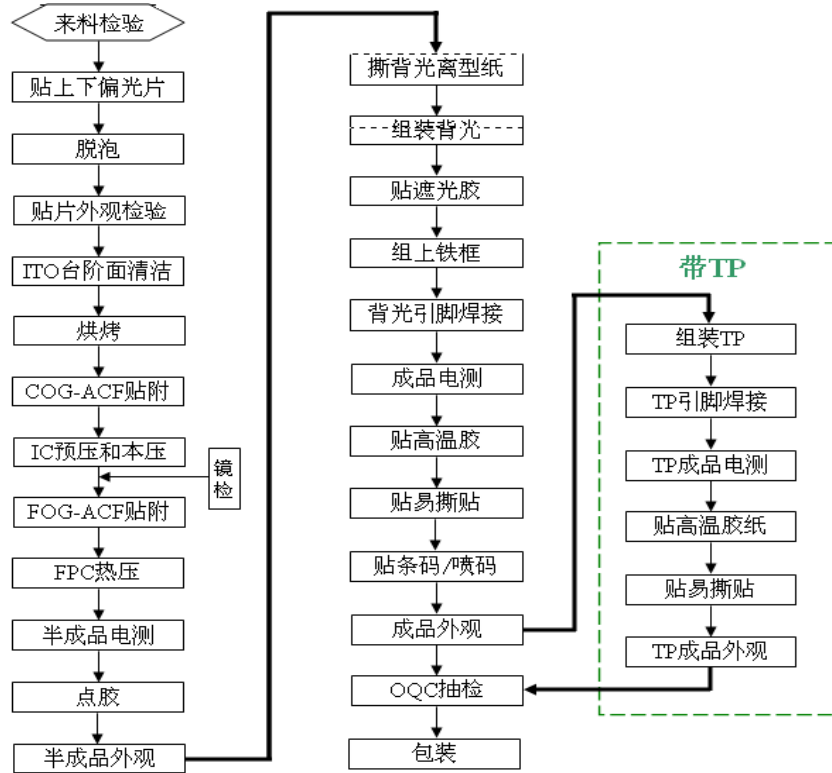 来料检验
贴上下偏光片
脱泡
贴片外观检验
ITO台阶面清洁
烘烤
COG-ACF贴附
IC预压和本压
镜
检
FOG-ACF贴附
FPC热压
半成品电测
点胶
半成品外观
撕背光离型纸
组装背光
贴遮光胶
组上铁框
背光引脚焊接
成品电测
贴高温胶
贴易撕贴
贴条码/喷码
成品外观
OQC抽检
包装
带TP
组装TP
TP引脚焊接
TP成品电测
贴高温胶纸
贴易撕贴
TP成品外观